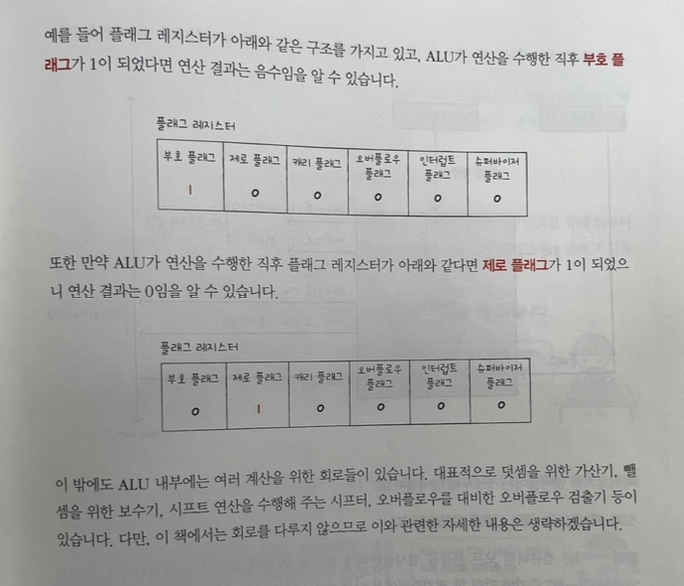 예를 들어 플래그 레지스터가 아래와 같은 구조를 가지고 있고, ALU가 연산을 수행한 직후 부호 플
래그가 1이 되었다면 연산 결과는 음수임을 알 수 있습니다.
플래그 레지스터
부호 플래그 제로 플래그 캐리 플래그 오버플로우 플래그 인터럽트 플래그 슈퍼바이저 플래그
1 0 0 0 0 0
또한 만약 ALU가 연산을 수행한 직후 플래그 레지스터가 아래와 같다면 제로 플래그가 1이 되었으
니 연산 결과는 0임을 알 수 있습니다.
플래그 레지스터
부호 플래그 제로 플래그 캐리 플래그 오버플로우 플래그 인터럽트 플래그 슈퍼바이저 플래그
0 1 0 0 0 0
이 밖에도 ALU 내부에는 여러 계산을 위한 회로들이 있습니다. 대표적으로 덧셈을 위한 가산기, 뺄
셈을 위한 보수기, 시프트 연산을 수행해 주는 시프터, 오버플로우를 대비한 오버플로우 검출기 등이
있습니다. 다만, 이 책에서는 회로를 다루지 않으므로 이와 관련한 자세한 내용은 생략하겠습니다.